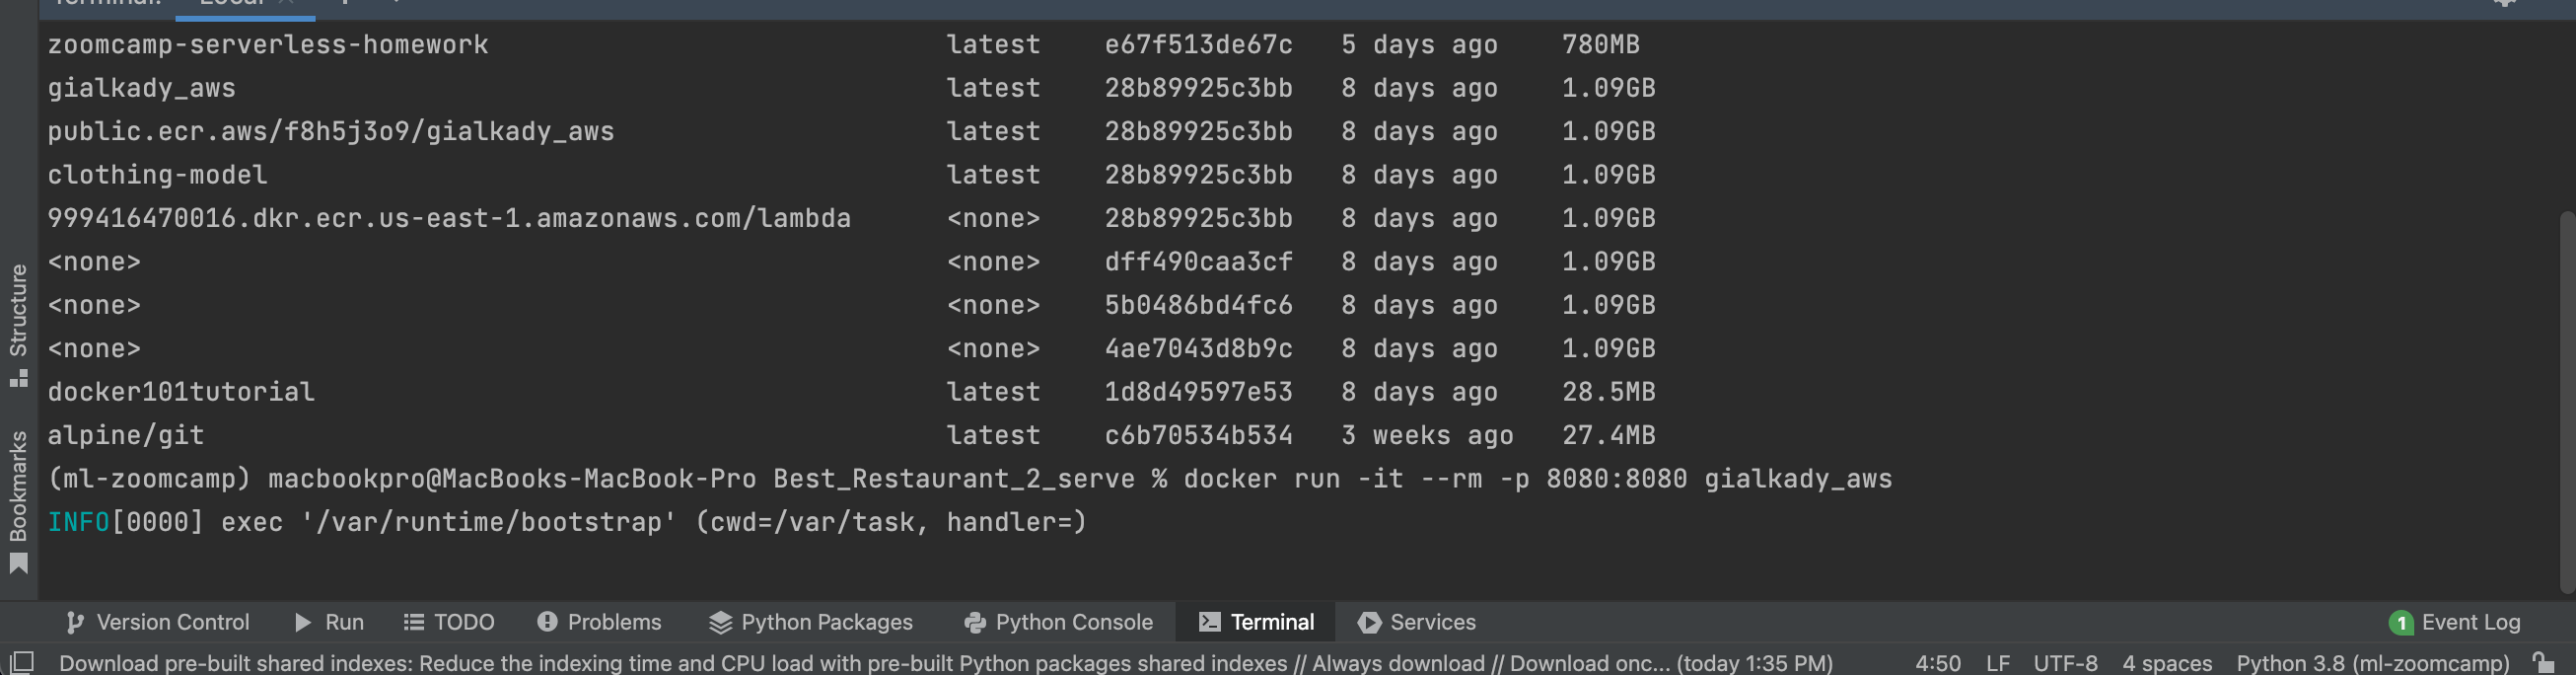 Terminal: Local
zoomcamp-serverless-homework latest e67f513de67c 5 days ago 780MB
gialkady_aws latest 28b89925c3bb 8 days ago 1.09GB
public.ecr.aws/f8h5j3o9/gialkady_aws latest 28b89925c3bb 8 days ago 1.09GB
clothing-model latest 28b89925c3bb 8 days ago 1.09GB
999416470016.dkr.ecr.us-east-1.amazonaws.com/lambda <none> 28b89925c3bb 8 days ago 1.09GB
<none> <none> dff490caa3cf 8 days ago 1.09GB
<none> <none> 5b0486bd4fc6 8 days ago 1.09GB
<none> <none> 4ae7043d8b9c 8 days ago 1.09GB
docker101tutorial latest 1d8d49597e53 8 days ago 28.5MB
alpine/git latest c6b70534b534 3 weeks ago 27.4MB
(ml-zoomcamp) macbookpro@MacBooks-MacBook-Pro Best_Restaurant_2_serve % docker run -it --rm -p 8080:8080 gialkady_aws
INFO[0000] exec '/var/runtime/bootstrap' (cwd=/var/task, handler=)
Structure
Bookmarks
Version Control Run TODO Problems Python Packages Python Console Terminal Services 1 Event Log
Download pre-built shared indexes: Reduce the indexing time and CPU load with pre-built Python packages shared indexes // Always download // Download onc... (today 1:35 PM) 4:50 LF UTF-8 4 spaces Python 3.8 (ml-zoomcamp)